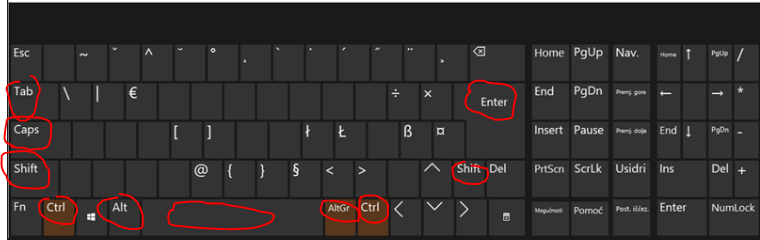 Esc ~ ˇ ^ ˘ ° ˛ ` ˙ ´ ˝ ¨ ¸ Home PgUp Nav. Home ↑ PgUp /
Tab \ | € ÷ × Enter End PgDn Premj. gore ← → *
Caps [ ] ł Ł ß ¤ Insert Pause Premj. dolje End ↓ PgDn -
Shift @ { } § < > Shift Del PrtScn ScrLk Usidri Ins Del +
Fn Ctrl Alt AltGr Ctrl Mogućnosti Pomoć Post. iščez. Enter NumLock